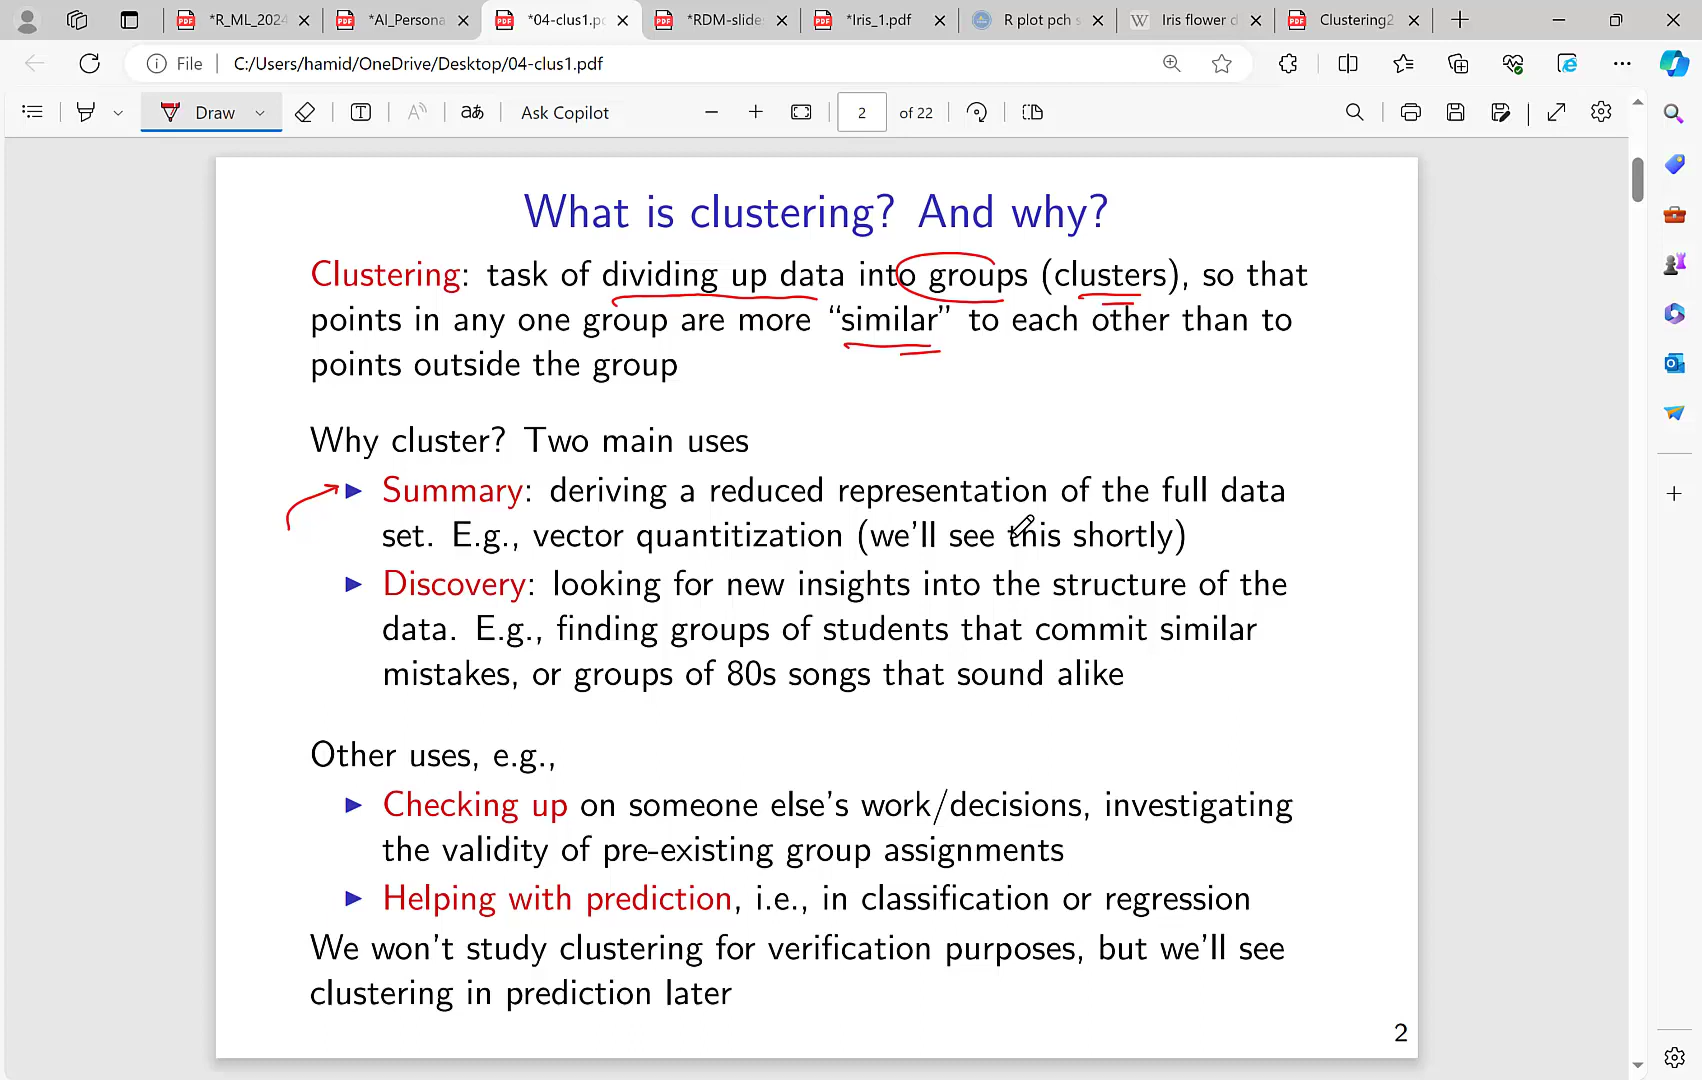 *R_ML_2024
*AI_Persona
*04-clus1.p
*RDM-slide
*Iris_1.pdf
R plot pch s
W Iris flower d
Clustering2
File C:/Users/hamid/OneDrive/Desktop/04-clus1.pdf
Draw T aあ Ask Copilot 2 of 22
What is clustering? And why?
Clustering: task of dividing up data into groups (clusters), so that
points in any one group are more “similar” to each other than to
points outside the group
Why cluster? Two main uses
▶ Summary: deriving a reduced representation of the full data
set. E.g., vector quantitization (we’ll see this shortly)
▶ Discovery: looking for new insights into the structure of the
data. E.g., finding groups of students that commit similar
mistakes, or groups of 80s songs that sound alike
Other uses, e.g.,
▶ Checking up on someone else’s work/decisions, investigating
the validity of pre-existing group assignments
▶ Helping with prediction, i.e., in classification or regression
We won’t study clustering for verification purposes, but we’ll see
clustering in prediction later
2